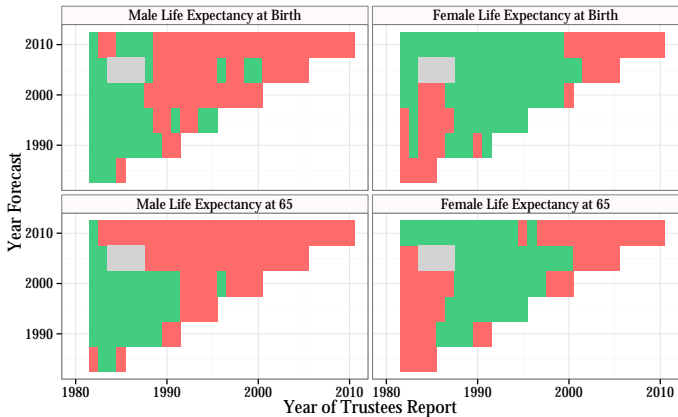 Male Life Expectancy at Birth
Female Life Expectancy at Birth
2010
2000
1990
Male Life Expectancy at 65
Female Life Expectancy at 65
2010
2000
1990
Year Forecast
1980 1990 2000 2010 1980 1990 2000 2010
Year of Trustees Report